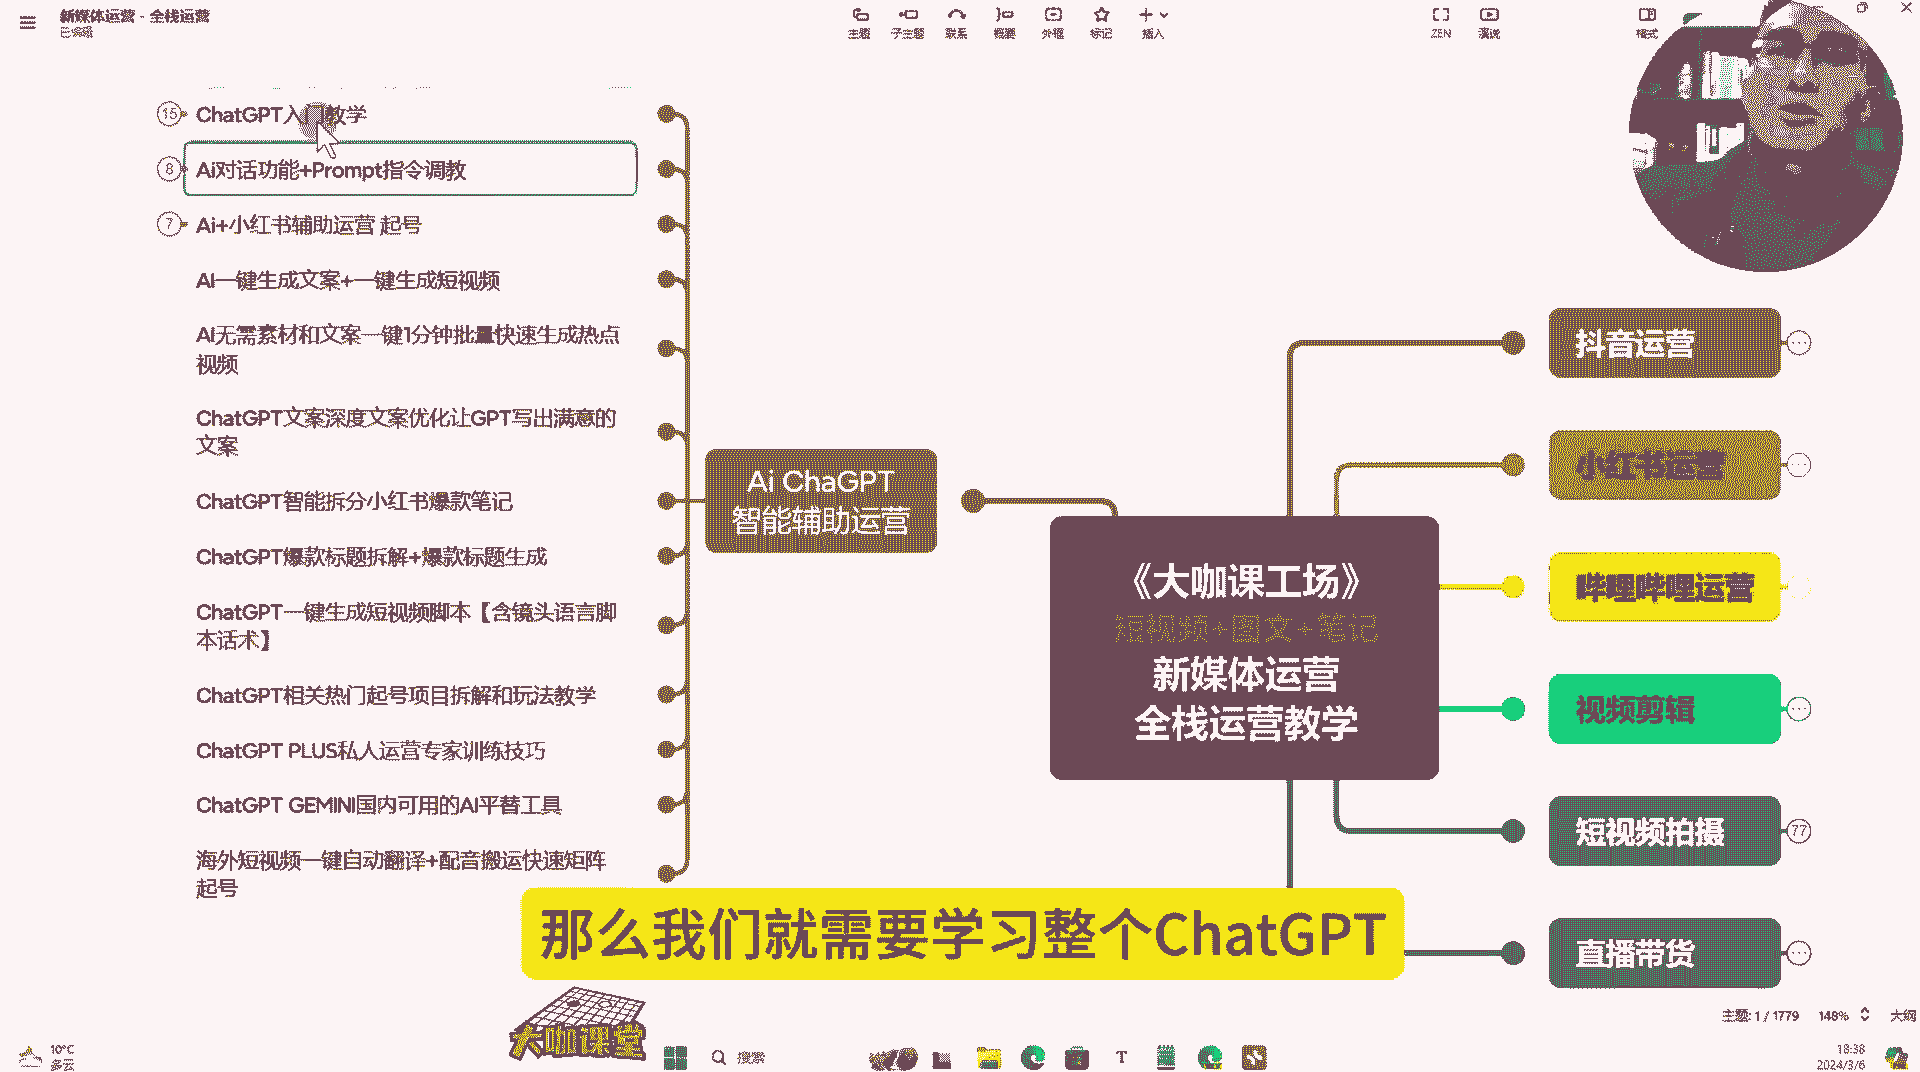 新媒体运营 - 全栈运营
已编辑
主题
子主题
联系
概要
外框
标记
插入
ZEN
演说
格式
15
ChatGPT入门教学
8
Ai对话功能+Prompt指令调教
7
Ai+小红书辅助运营 起号
AI一键生成文案+一键生成短视频
AI无需素材和文案一键1分钟批量快速生成热点
视频
ChatGPT文案深度文案优化让GPT写出满意的
文案
ChatGPT智能拆分小红书爆款笔记
ChatGPT爆款标题拆解+爆款标题生成
ChatGPT一键生成短视频脚本【含镜头语言脚
本话术】
ChatGPT相关热门起号项目拆解和玩法教学
ChatGPT PLUS私人运营专家训练技巧
ChatGPT GEMINI国内可用的AI平替工具
海外短视频一键自动翻译+配音搬运快速矩阵
起号
Ai ChaGPT
智能辅助运营
《大咖课工场》
短视频+图文+笔记
新媒体运营
全栈运营教学
抖音运营
小红书运营
哔哩哔哩运营
视频剪辑
短视频拍摄
77
直播带货
那么我们就需要学习整个ChatGPT
大咖课堂
主题: 1 / 1779
148%
大纲
10°C
多云
搜索
18:38
2024/3/6